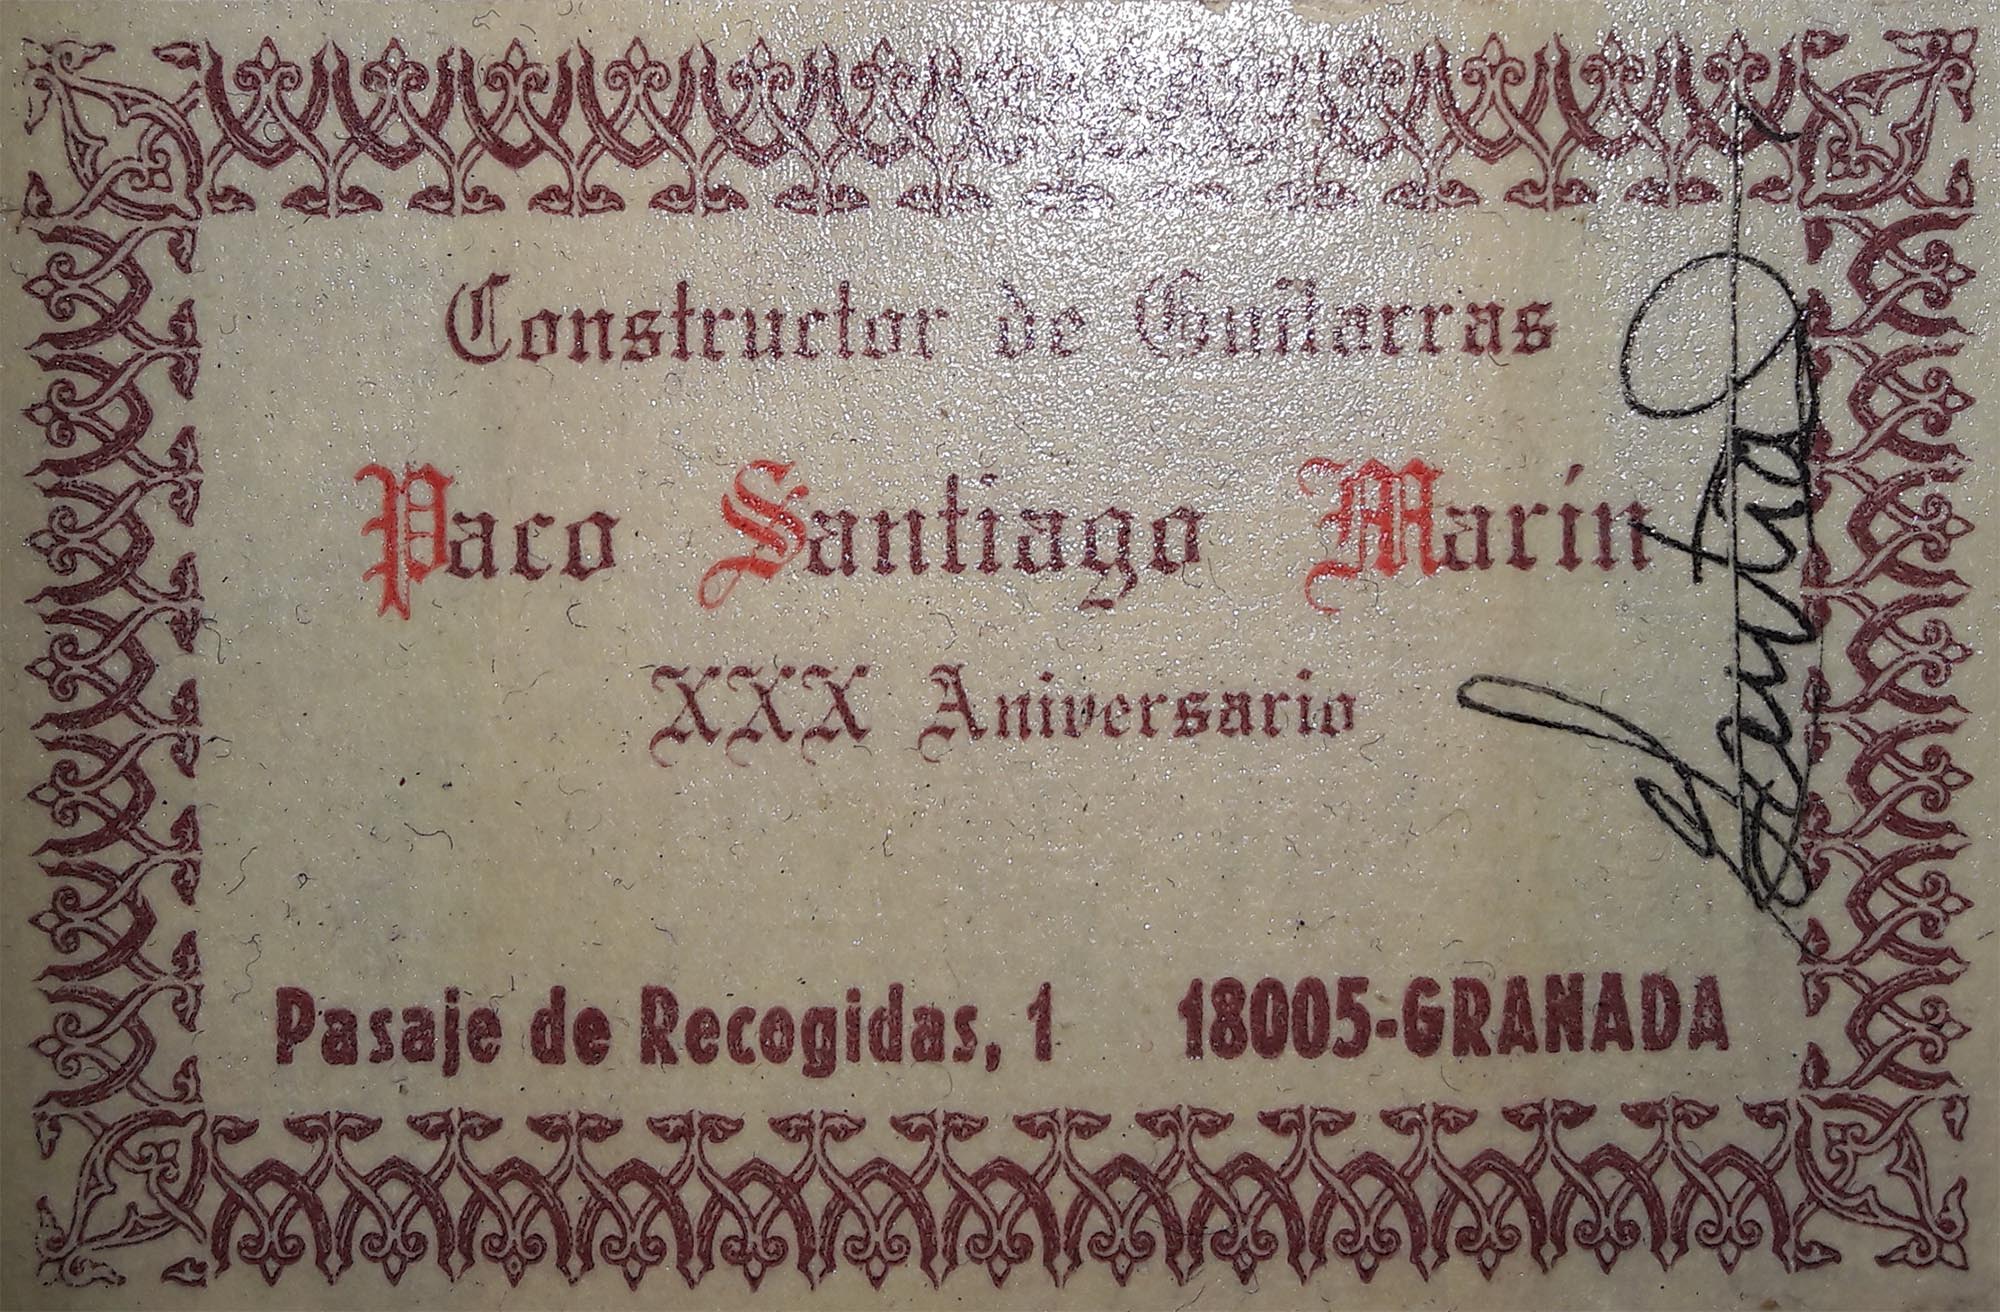 Constructor de Guitarras
Paco Santiago Marín
XXX Aniversario
Pasaje de Recogidas, 1 18005-GRANADA